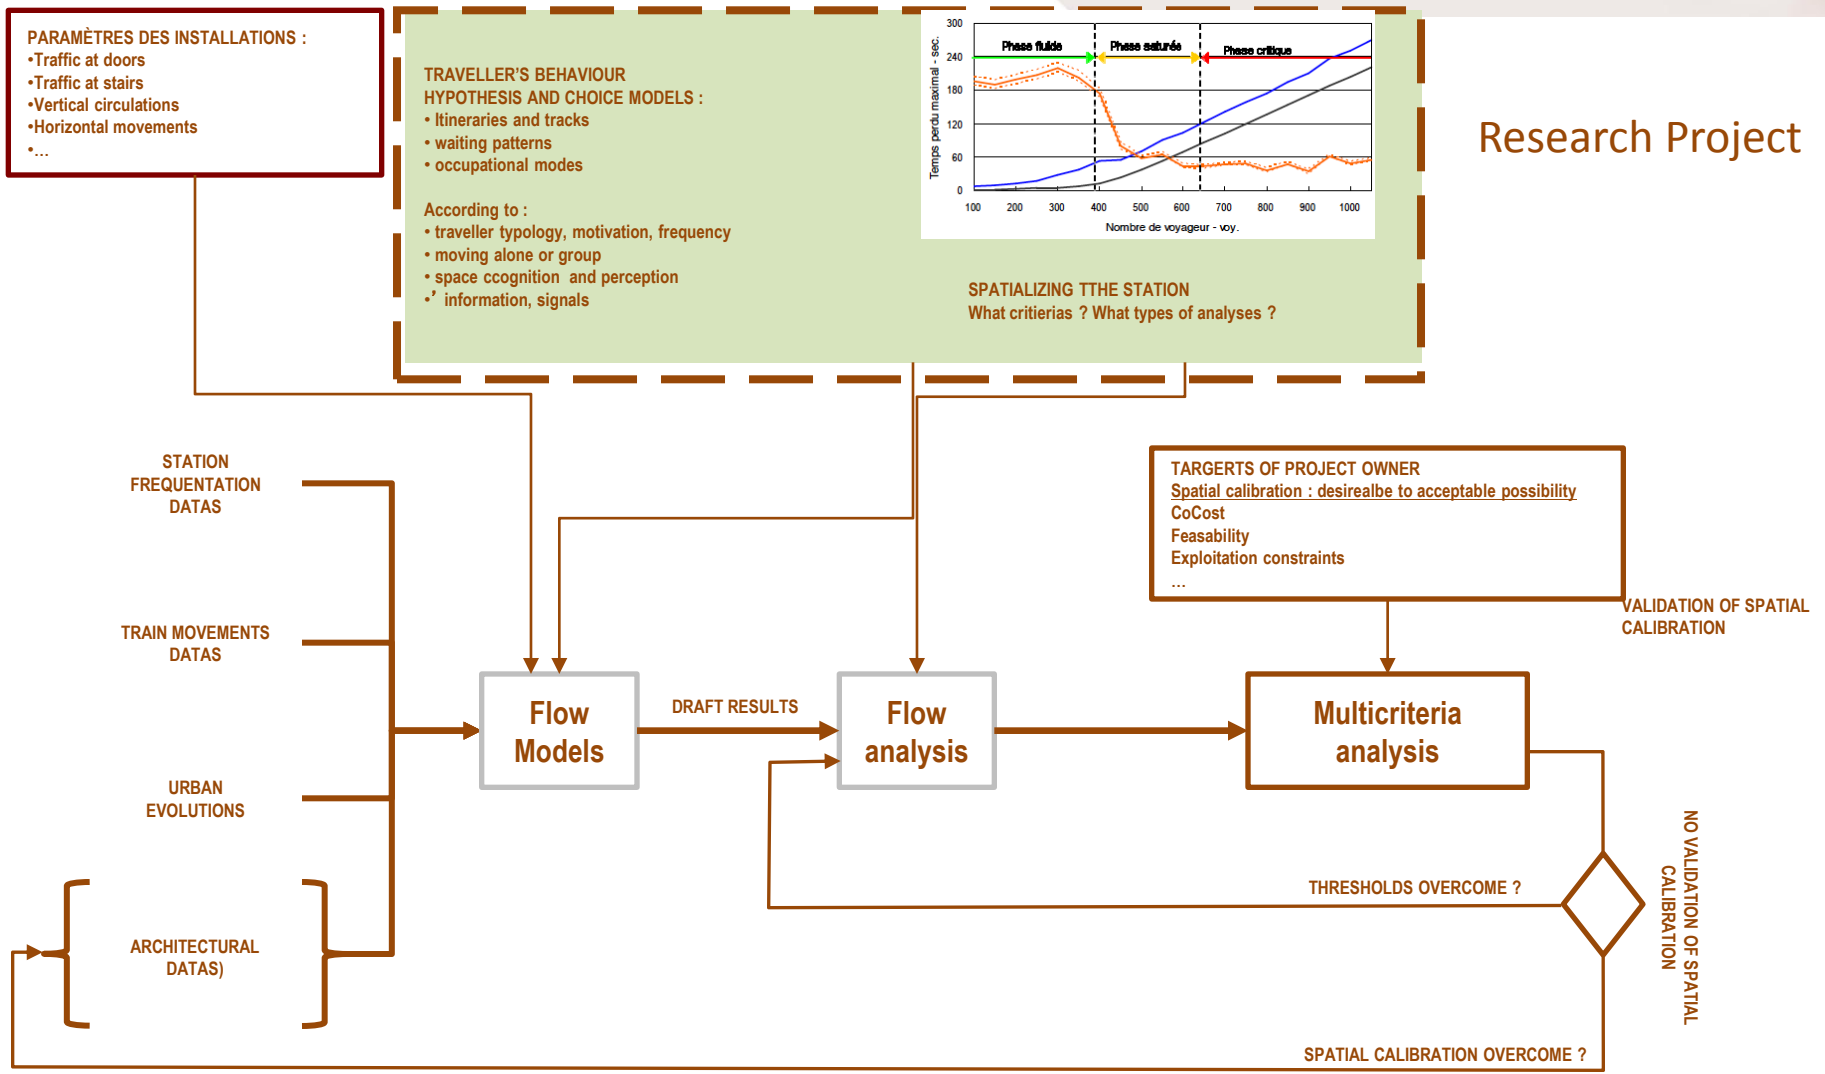 PARAMÈTRES DES INSTALLATIONS :
•Traffic at doors
•Traffic at stairs
•Vertical circulations
•Horizontal movements
•...
TRAVELLER'S BEHAVIOUR
HYPOTHESIS AND CHOICE MODELS :
• Itineraries and tracks
• waiting patterns
• occupational modes
According to :
• traveller typology, motivation, frequency
• moving alone or group
• space ccognition and perception
•’ information, signals
Temps perdu maximal - sec.
300
240
180
120
60
0
Phase fluide
Phase saturée
Phase critique
100 200 300 400 500 600 700 800 900 1000
Nombre de voyageur - voy.
SPATIALIZING TTHE STATION
What critierias ? What types of analyses ?
Research Project
STATION
FREQUENTATION
DATAS
TRAIN MOVEMENTS
DATAS
URBAN
EVOLUTIONS
ARCHITECTURAL
DATAS)
Flow
Models
DRAFT RESULTS
Flow
analysis
TARGERTS OF PROJECT OWNER
Spatial calibration : desirealbe to acceptable possibility
CoCost
Feasability
Exploitation constraints
...
VALIDATION OF SPATIAL
CALIBRATION
Multicriteria
analysis
NO VALIDATION OF SPATIAL
CALIBRATION
THRESHOLDS OVERCOME ?
SPATIAL CALIBRATION OVERCOME ?